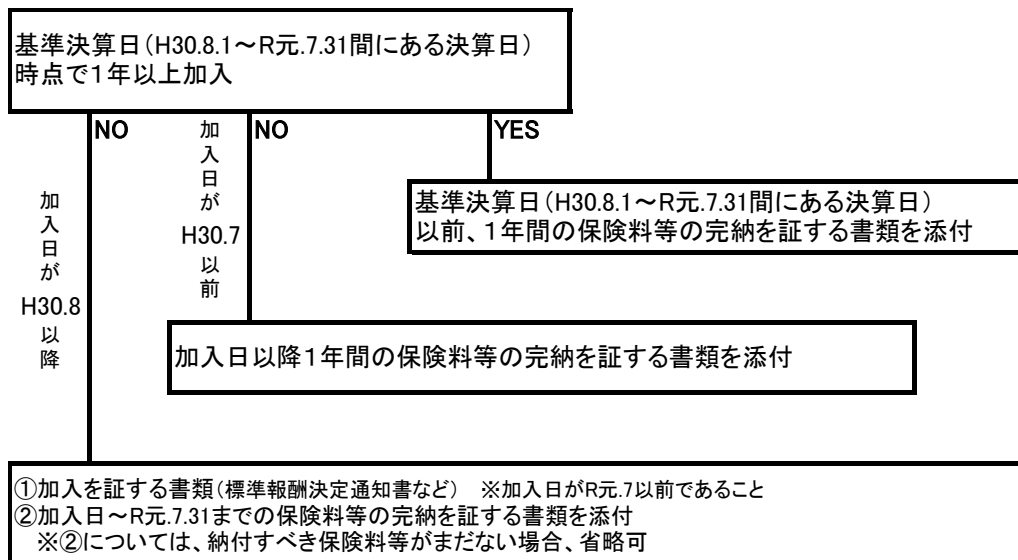 基準決算日(H30.8.1～R元.7.31間にある決算日)
時点で1年以上加入
NO
加入日がH30.7以前
NO
YES
加入日がH30.8以降
基準決算日(H30.8.1～R元.7.31間にある決算日)
以前、1年間の保険料等の完納を証する書類を添付
加入日以降1年間の保険料等の完納を証する書類を添付
①加入を証する書類(標準報酬決定通知書など) ※加入日がR元.7以前であること
②加入日～R元.7.31までの保険料等の完納を証する書類を添付
※②については、納付すべき保険料等がまだない場合、省略可